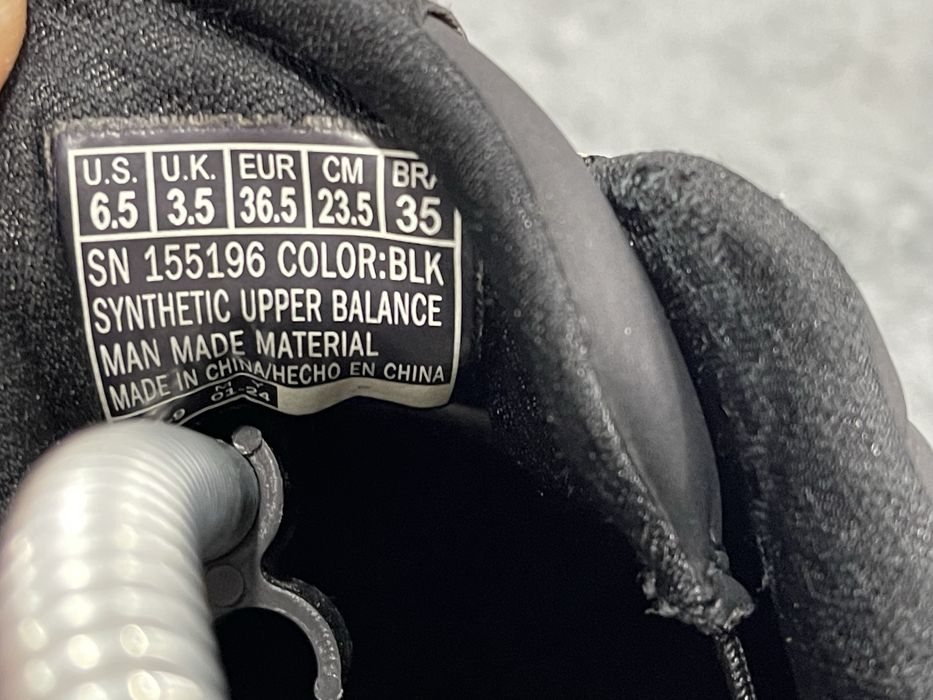 U.S. U.K. EUR CM BRA
6.5 3.5 36.5 23.5 35
SN 155196 COLOR:BLK
SYNTHETIC UPPER BALANCE
MAN MADE MATERIAL
MADE IN CHINA/HECHO EN CHINA
M Y
01-24